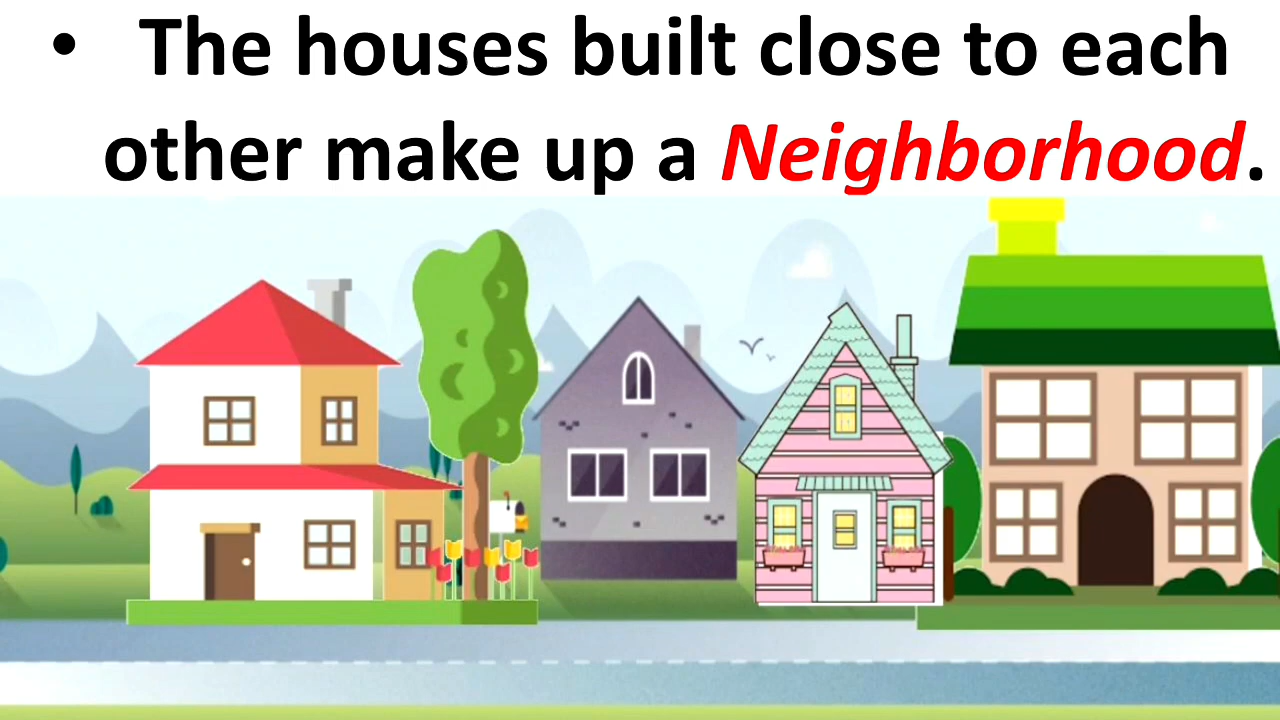 • The houses built close to each
other make up a Neighborhood.